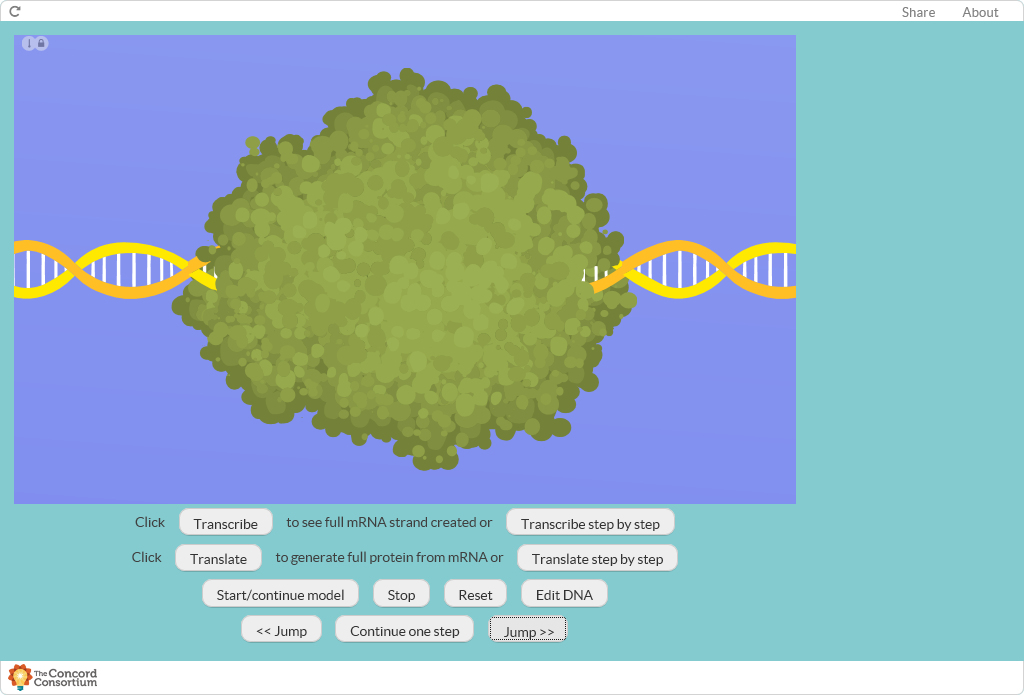 Share About
Click Transcribe to see full mRNA strand created or Transcribe step by step
Click Translate to generate full protein from mRNA or Translate step by step
Start/continue model Stop Reset Edit DNA
<< Jump Continue one step Jump >>
The Concord
Consortium